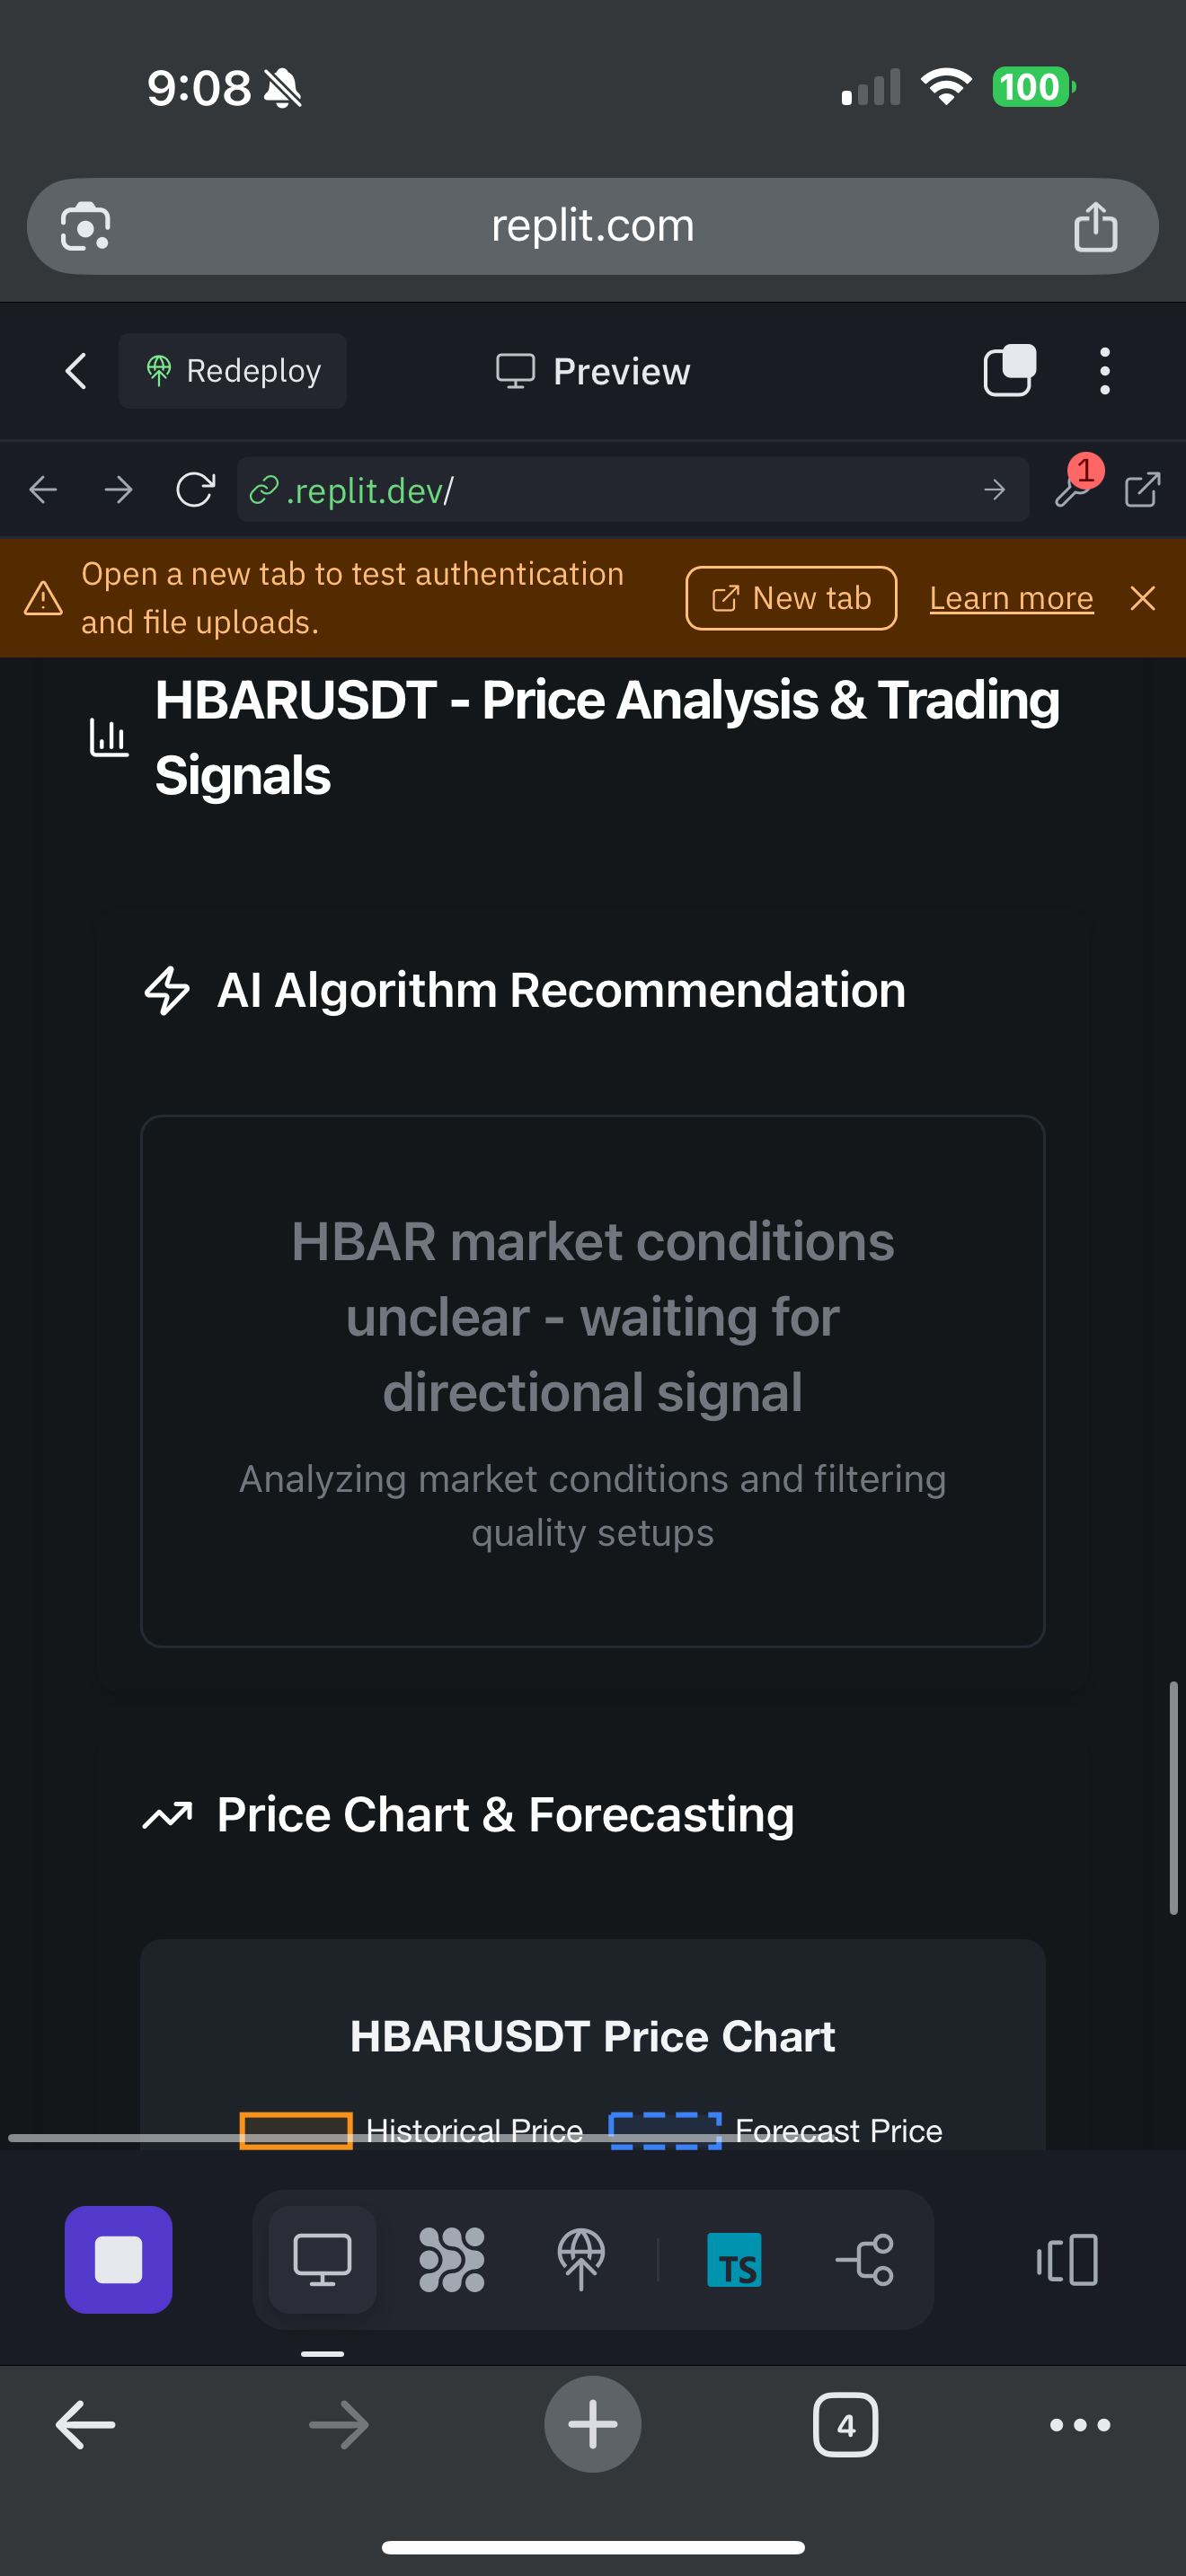 9:08
100
replit.com
Redeploy
Preview
.replit.dev/
1
Open a new tab to test authentication
and file uploads.
New tab
Learn more
HBARUSDT - Price Analysis & Trading
Signals
AI Algorithm Recommendation
HBAR market conditions
unclear - waiting for
directional signal
Analyzing market conditions and filtering
quality setups
Price Chart & Forecasting
HBARUSDT Price Chart
Historical Price
Forecast Price
TS
4